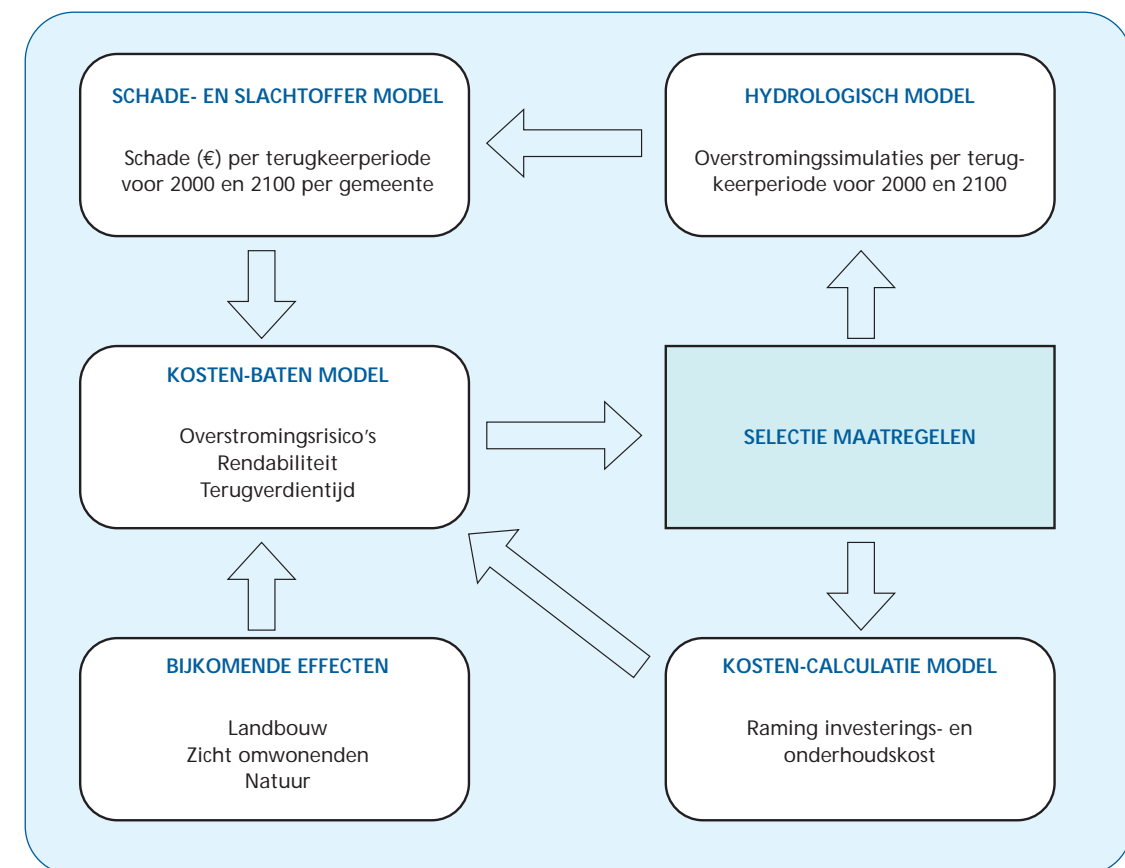 SCHADE- EN SLACHTOFFER MODEL
Schade (€) per terugkeerperiode
voor 2000 en 2100 per gemeente
HYDROLOGISCH MODEL
Overstromingssimulaties per terug-
keerperiode voor 2000 en 2100
KOSTEN-BATEN MODEL
Overstromingsrisico's
Rendabiliteit
Terugverdientijd
SELECTIE MAATREGELEN
BIJKOMENDE EFFECTEN
Landbouw
Zicht omwonenden
Natuur
KOSTEN-CALCULATIE MODEL
Raming investerings- en
onderhoudskost